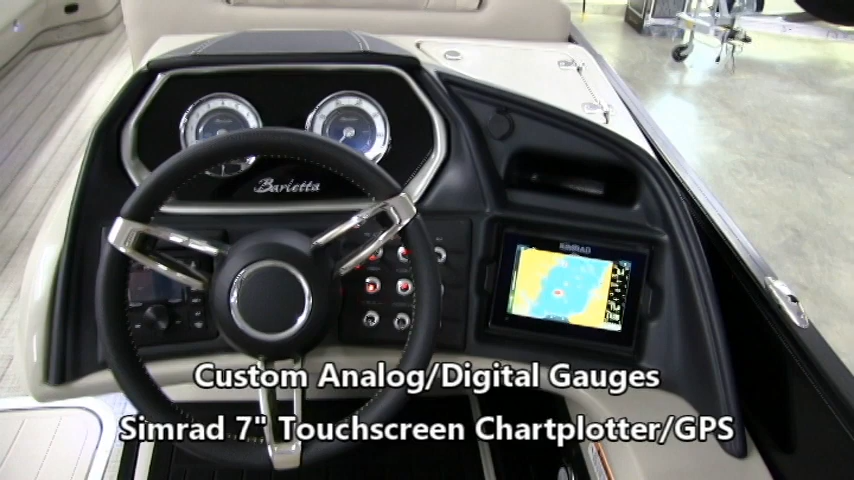 Barletta
SIMRAD
Custom Analog/Digital Gauges
Simrad 7" Touchscreen Chartplotter/GPS